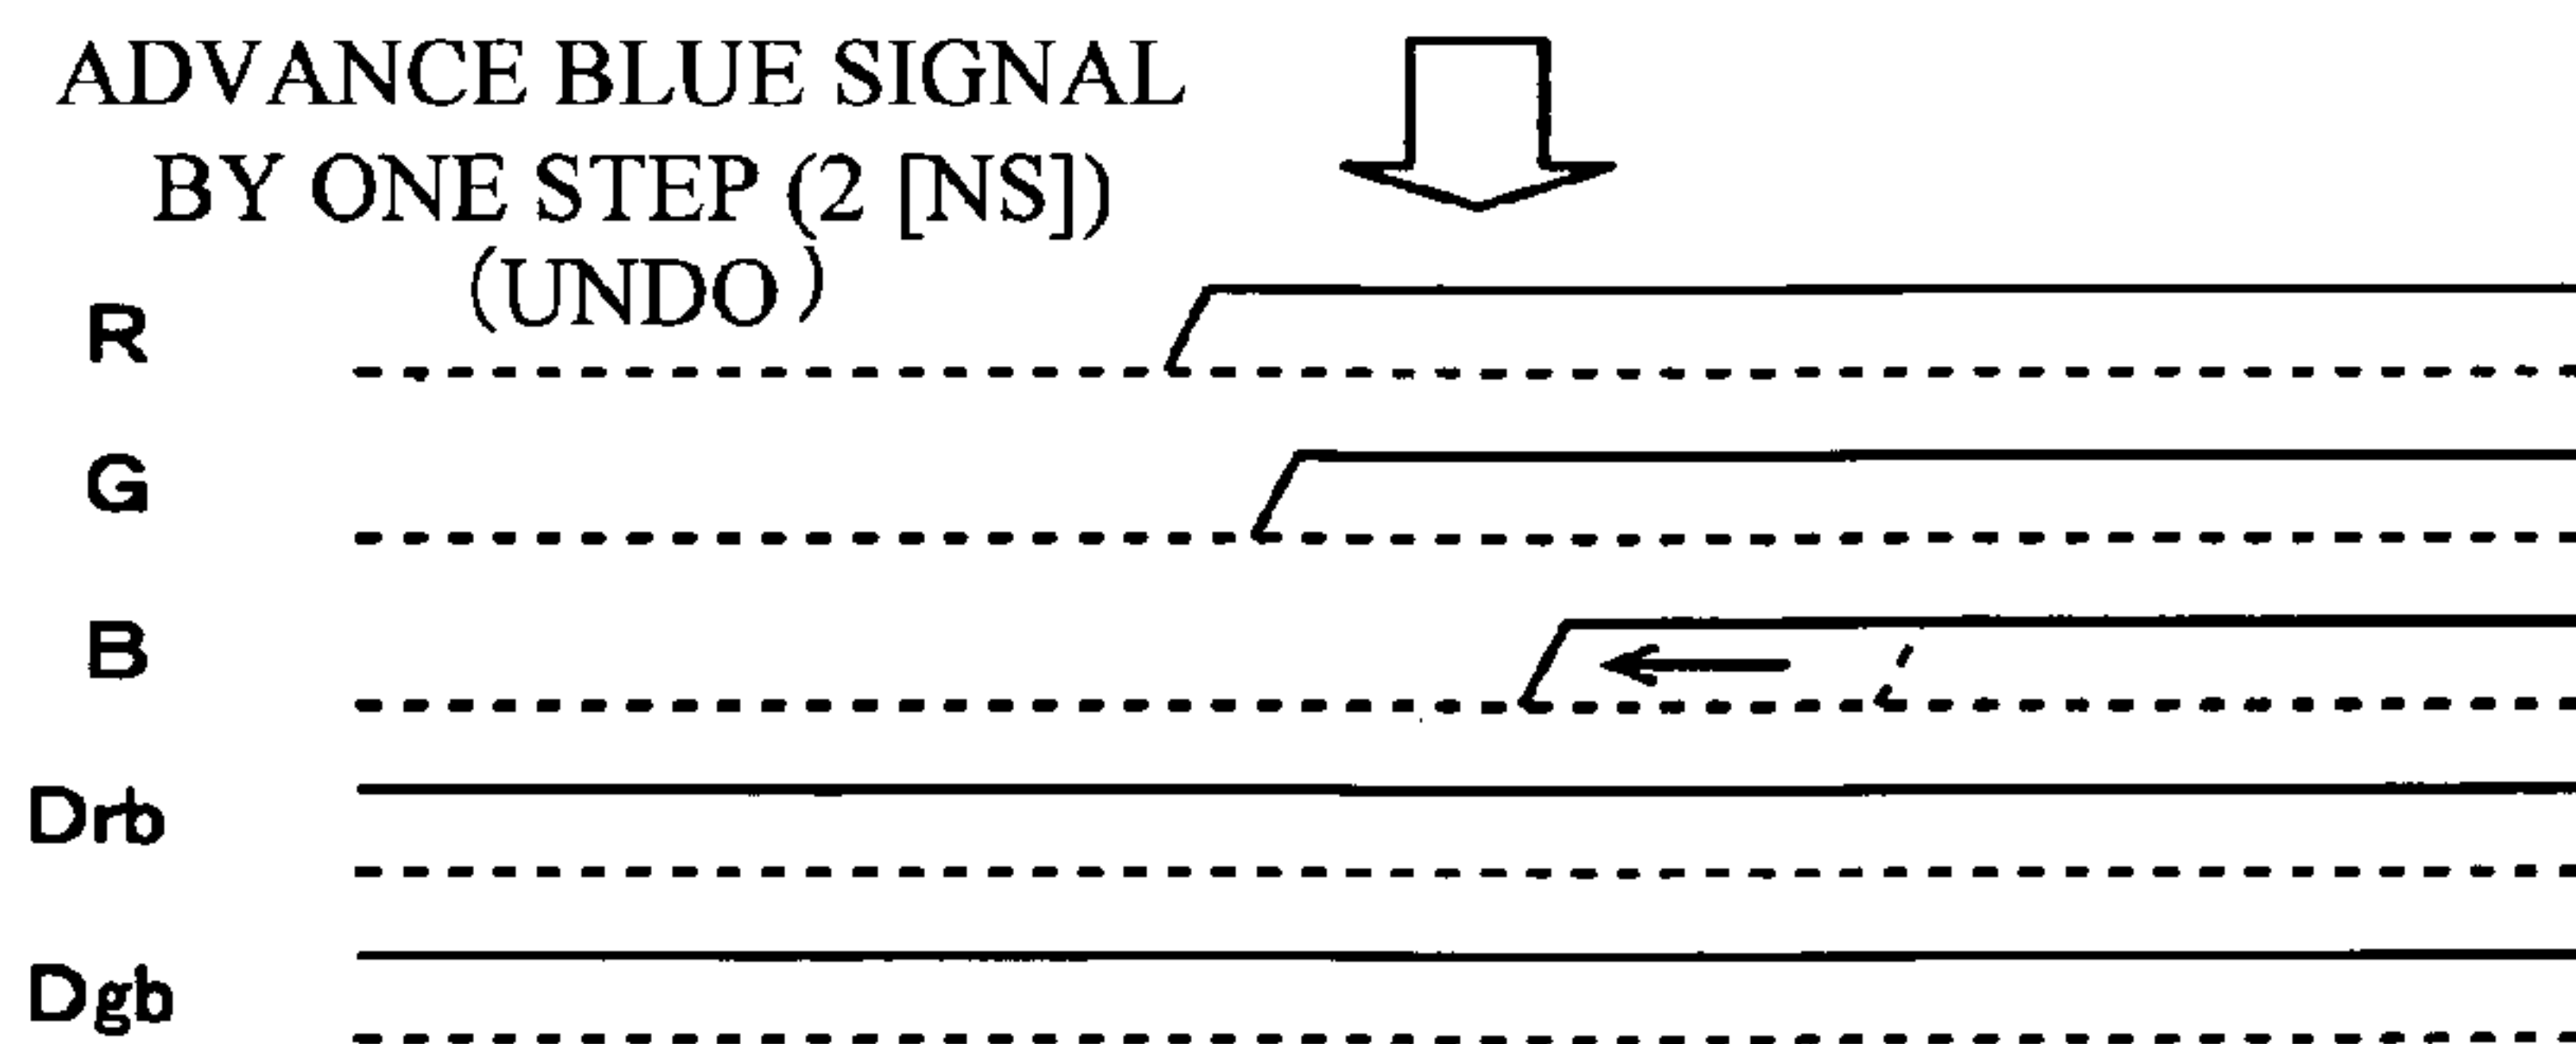 ADVANCE BLUE SIGNAL
BY ONE STEP (2 [NS])
(UNDO)
R
G
B
Drb
Dgb